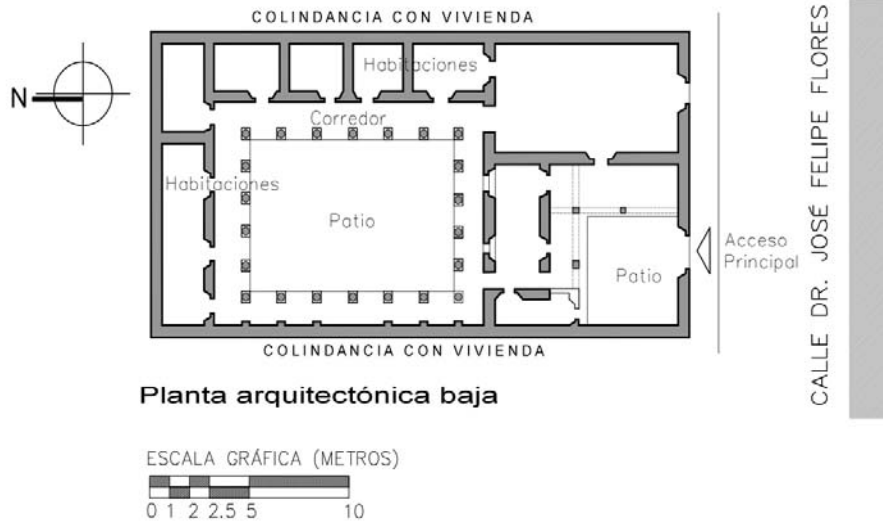 COLINDANCIA CON VIVIENDA
CALLE DR. JOSÉ FELIPE FLORES
N
Habitaciones
Corredor
Habitaciones
Patio
Patio
Acceso
Principal
COLINDANCIA CON VIVIENDA
Planta arquitectónica baja
ESCALA GRÁFICA (METROS)
0 1 2 2.5 5 10